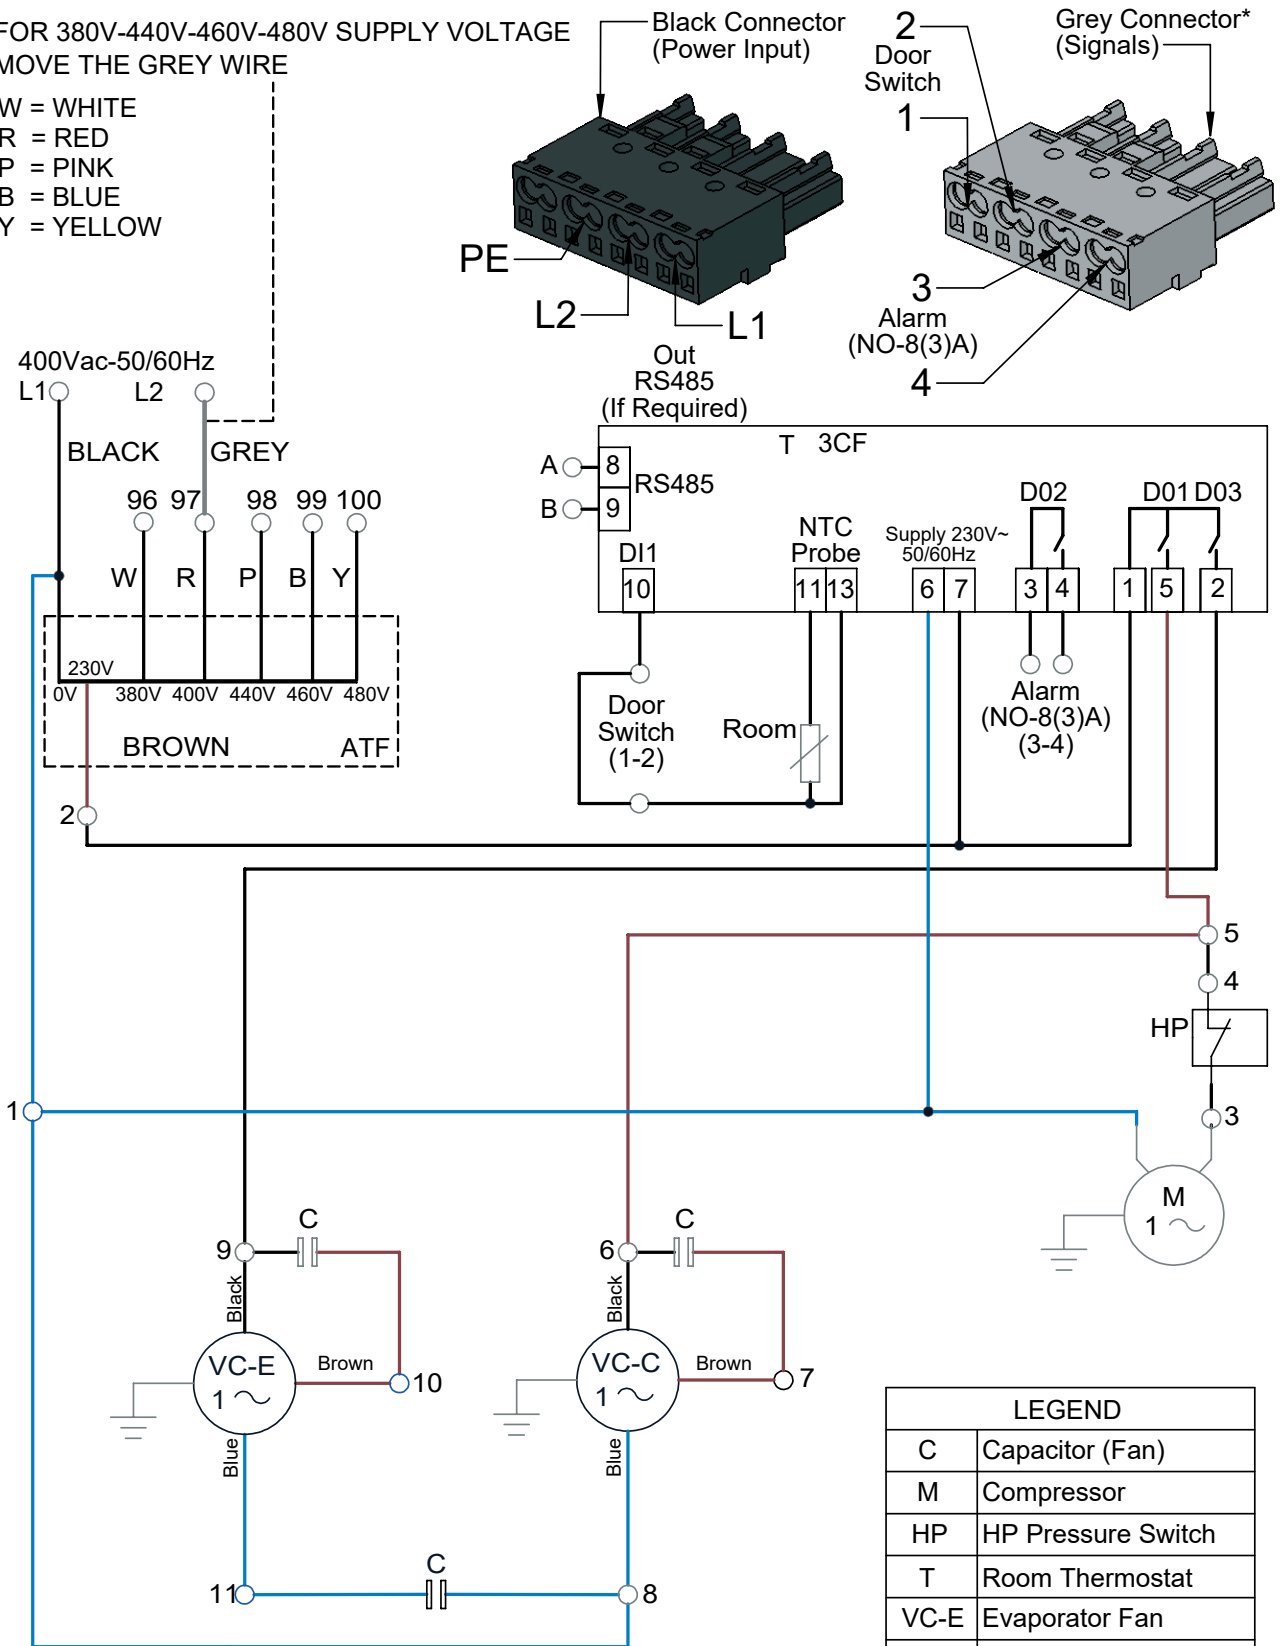 FOR 380V-440V-460V-480V SUPPLY VOLTAGE
MOVE THE GREY WIRE
W = WHITE
R = RED
P = PINK
B = BLUE
Y = YELLOW
Black Connector
(Power Input)
PE
L2
L1
Grey Connector*
(Signals)
2
Door
Switch
1
3
Alarm
(NO-8(3)A)
4
400Vac-50/60Hz
L1
L2
BLACK
GREY
96 97 98 99 100
W R P B Y
230V
0V 380V 400V 440V 460V 480V
BROWN
ATF
2
Out
RS485
(If Required)
T 3CF
A
8
RS485
B
9
DI1
10
NTC
Probe
11 13
Supply 230V~
50/60Hz
6 7
D02
3 4
D01 D03
1 5 2
Door
Switch
(1-2)
Room
Alarm
(NO-8(3)A)
(3-4)
5
4
HP
3
1
M
1
9
C
Black
VC-E
1
Brown
10
Blue
11
6
C
Black
VC-C
1
Brown
7
Blue
C
8
LEGEND
C Capacitor (Fan)
M Compressor
HP HP Pressure Switch
T Room Thermostat
VC-E Evaporator Fan